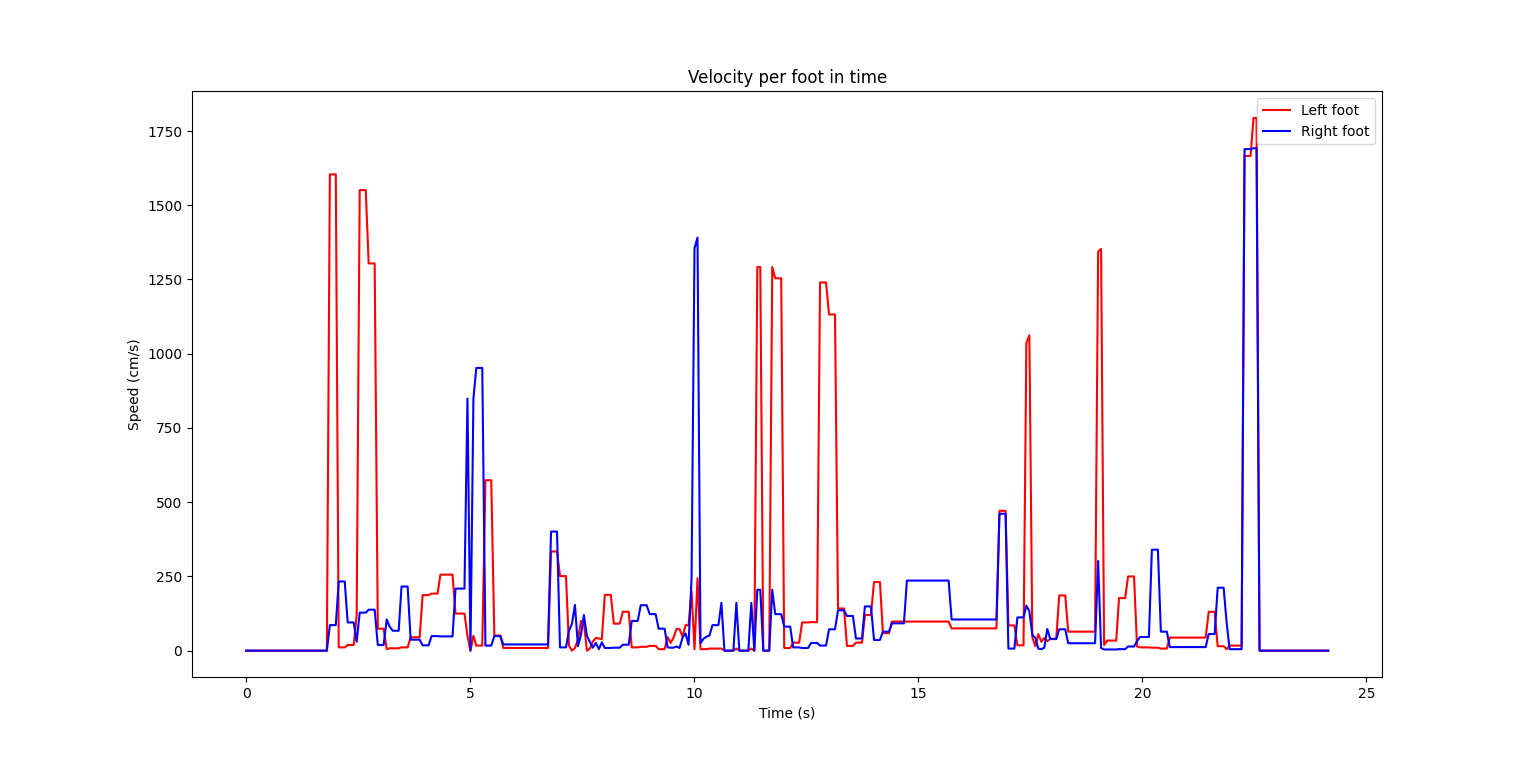 Velocity per foot in time
Left foot
Right foot
1750
1500
1250
1000
750
500
250
0
Speed (cm/s)
0 5 10 15 20 25
Time (s)